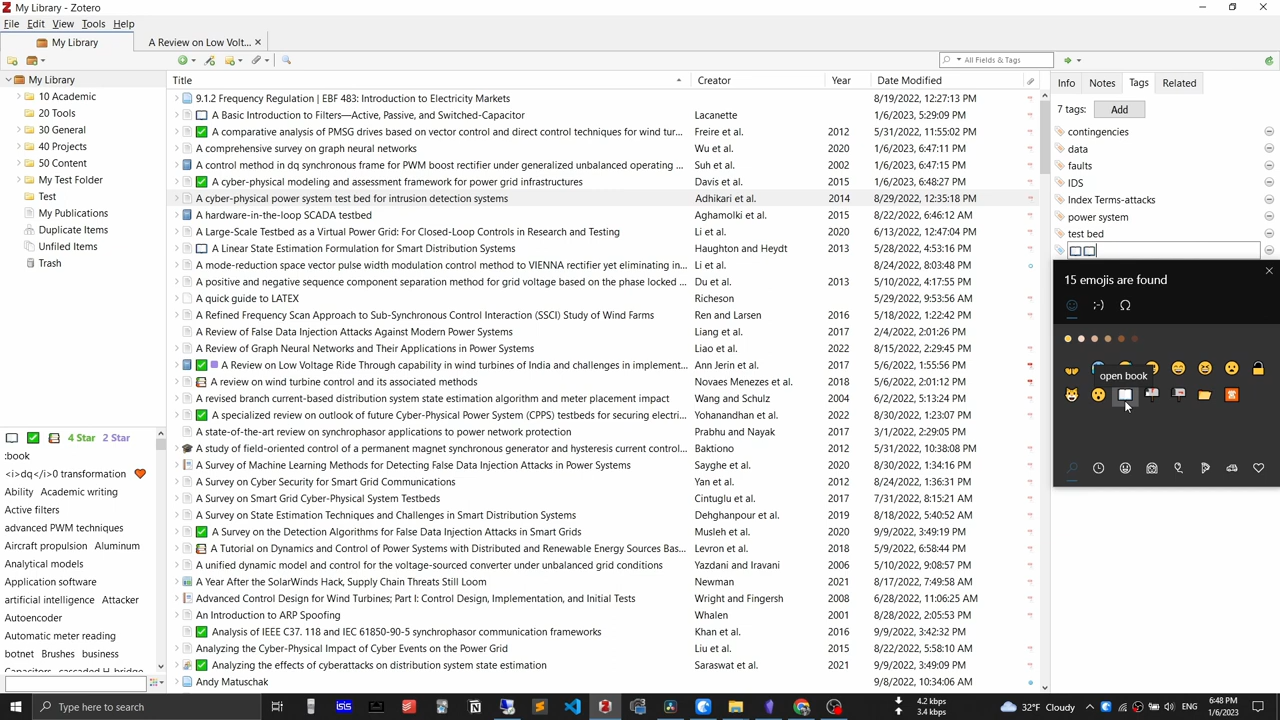 My Library - Zotero
File Edit View Tools Help
My Library
A Review on Low Volt...
All Fields & Tags
My Library
10 Academic
20 Tools
30 General
40 Projects
50 Content
My Test Folder
Test
My Publications
Duplicate Items
Unfiled Items
Trash
Title Creator Year Date Modified
9.1.2 Frequency Regulation | EBF 483: Introduction to Electricity Markets 8/19/2022, 12:27:13 PM
A Basic Introduction to Filters—Active, Passive, and Switched-Capacitor Lacanette 1/6/2023, 5:29:09 PM
A comparative analysis of PMSG drives based on vector control and direct control techniques for wind tur... Freire et al. 2012 5/31/2022, 11:55:02 PM
A comprehensive survey on graph neural networks Wu et al. 2020 1/6/2023, 6:47:11 PM
A control method in dq synchronous frame for PWM boost rectifier under generalized unbalanced operating ... Suh et al. 2002 1/6/2023, 6:47:15 PM
A cyber-physical modeling and assessment framework for power grid infrastructures Davis et al. 2015 1/6/2023, 6:48:27 PM
A cyber-physical power system test bed for intrusion detection systems Adhikari et al. 2014 8/29/2022, 12:35:18 PM
A hardware-in-the-loop SCADA testbed Aghamolki et al. 2015 8/22/2022, 6:46:12 AM
A Large-Scale Testbed as a Virtual Power Grid: For Closed-Loop Controls in Research and Testing Li et al. 2020 6/13/2022, 12:47:04 PM
A Linear State Estimation Formulation for Smart Distribution Systems Haughton and Heydt 2013 5/28/2022, 4:53:16 PM
A mode-reduction space vector pulse width modulation control method to VIENNA rectifier yet eliminating in... Li et al. 8/24/2022, 8:03:48 PM
A positive and negative sequence component separation method for grid voltage based on the phase locked ... Du et al. 2013 5/10/2022, 4:17:55 PM
A quick guide to LATEX Richeson 5/29/2022, 9:53:56 AM
A Refined Frequency Scan Approach to Sub-Synchronous Control Interaction (SSCI) Study of Wind Farms Ren and Larsen 2016 5/18/2022, 1:22:42 PM
A Review of False Data Injection Attacks Against Modern Power Systems Liang et al. 2017 2/4/2022, 2:01:26 PM
A Review of Graph Neural Networks and Their Applications in Power Systems Liao et al. 2022 8/15/2022, 2:29:45 PM
A Review on Low Voltage Ride Through capability in wind turbines of India and challenges in implement... Ann Jerin et al. 2017 5/6/2022, 1:55:56 PM
A review on wind turbine control and its associated methods Novaes Menezes et al. 2018 5/6/2022, 2:01:12 PM
A revised branch current-based distribution system state estimation algorithm and meter placement impact Wang and Schulz 2004 6/2/2022, 5:13:24 PM
A specialized review on outlook of future Cyber-Physical Power System (CPPS) testbeds for securing electri... Yohanandhan et al. 2022 8/30/2022, 1:23:07 PM
A state-of-the-art review on synchrophasor applications to power network protection Prabhu and Nayak 2017 3/1/2022, 2:29:05 PM
A study of field-oriented control of a permanent magnet synchronous generator and hysteresis current control... Baktiono 2012 5/31/2022, 10:38:08 PM
A Survey of Machine Learning Methods for Detecting False Data Injection Attacks in Power Systems Sayghe et al. 2020 8/30/2022, 1:34:16 PM
A Survey on Cyber Security for Smart Grid Communications Yan et al. 2012 8/24/2022, 1:36:31 PM
A Survey on Smart Grid Cyber-Physical System Testbeds Cintuglu et al. 2017 7/31/2022, 8:15:21 AM
A Survey on State Estimation Techniques and Challenges in Smart Distribution Systems Dehghanpour et al. 2019 8/18/2022, 5:40:52 AM
A Survey on the Detection Algorithms for False Data Injection Attacks in Smart Grids Musleh et al. 2020 9/9/2022, 3:49:19 PM
A Tutorial on Dynamics and Control of Power Systems with Distributed and Renewable Energy Sources Bas... Levron et al. 2018 5/9/2022, 6:58:44 PM
A unified dynamic model and control for the voltage-sourced converter under unbalanced grid conditions Yazdani and Iravani 2006 5/10/2022, 9:08:57 PM
A Year After the SolarWinds Hack, Supply Chain Threats Still Loom Newman 2021 8/17/2022, 7:49:58 AM
Advanced Control Design for Wind Turbines; Part I: Control Design, Implementation, and Initial Tests Wright and Fingersh 2008 6/28/2022, 11:06:25 AM
An Introduction to ARP Spoofing Whalen 2001 8/28/2022, 2:05:53 PM
Analysis of IEEE C37. 118 and IEC 61850-90-5 synchrophasor communication frameworks Khan et al. 2016 9/9/2022, 3:42:32 PM
Analyzing the Cyber-Physical Impact of Cyber Events on the Power Grid Liu et al. 2015 8/22/2022, 5:58:10 AM
Analyzing the effects of cyberattacks on distribution system state estimation Saraswat et al. 2021 9/9/2022, 3:49:09 PM
Andy Matuschak 9/8/2022, 10:34:06 AM
4 Star 2 Star
:book
<i>dq</i>0 transformation
Ability Academic writing
Active filters
advanced PWM techniques
Aircraft propulsion Aluminum
Analytical models
Application software
artificial intelligence Attacker
Autoencoder
Automatic meter reading
botnet Brushes business
Capacitors cascaded H-bridge
Info Notes Tags Related
7 tags: Add
contingencies
data
faults
IDS
Index Terms-attacks
power system
test bed
15 emojis are found
;-)
Ω
open book
Type here to search
isis
4.2 kbps
3.4 kbps
32°F Cloudy
ENG
6:48 PM
1/6/2023